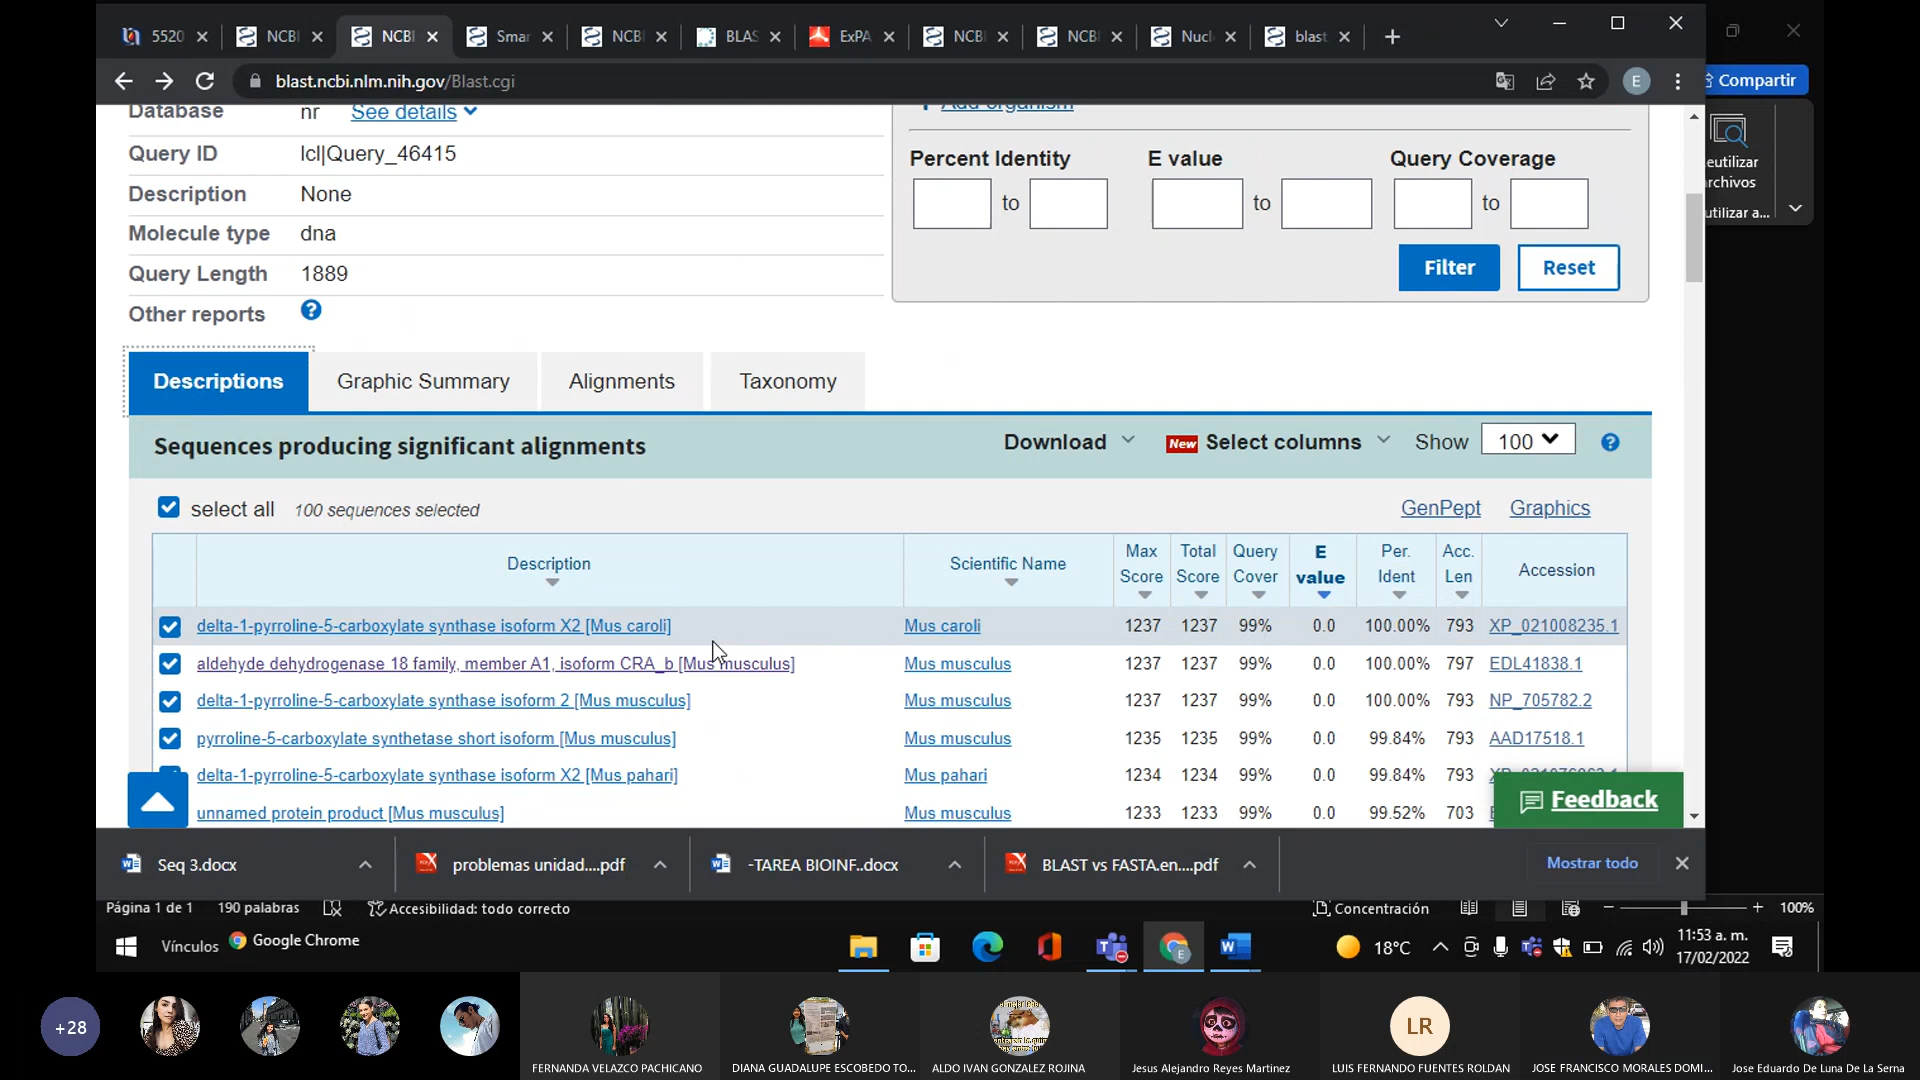 5520
NCBI
NCBI
Smar
NCBI
BLAS
ExPA
NCBI
NCBI
Nucl
blast
blast.ncbi.nlm.nih.gov/Blast.cgi
E
Compartir
eutilizar
rchivos
utilizar a...
Database nr See details
Add organism
Query ID lcl|Query_46415
Description None
Molecule type dna
Query Length 1889
Other reports
Percent Identity E value Query Coverage
to to to
Filter Reset
Descriptions Graphic Summary Alignments Taxonomy
Sequences producing significant alignments
Download New Select columns Show 100
select all 100 sequences selected
GenPept Graphics
Description Scientific Name Max Score Total Score Query Cover E value Per. Ident Acc. Len Accession
delta-1-pyrroline-5-carboxylate synthase isoform X2 [Mus caroli] Mus caroli 1237 1237 99% 0.0 100.00% 793 XP_021008235.1
aldehyde dehydrogenase 18 family, member A1, isoform CRA_b [Mus musculus] Mus musculus 1237 1237 99% 0.0 100.00% 797 EDL41838.1
delta-1-pyrroline-5-carboxylate synthase isoform 2 [Mus musculus] Mus musculus 1237 1237 99% 0.0 100.00% 793 NP_705782.2
pyrroline-5-carboxylate synthetase short isoform [Mus musculus] Mus musculus 1235 1235 99% 0.0 99.84% 793 AAD17518.1
delta-1-pyrroline-5-carboxylate synthase isoform X2 [Mus pahari] Mus pahari 1234 1234 99% 0.0 99.84% 793
unnamed protein product [Mus musculus] Mus musculus 1233 1233 99% 0.0 99.52% 703
Feedback
Seq 3.docx
problemas unidad....pdf
-TAREA BIOINF..docx
BLAST vs FASTA.en....pdf
Mostrar todo
Página 1 de 1 190 palabras Accesibilidad: todo correcto
Concentración
100%
Vínculos
Google Chrome
18°C
11:53 a. m.
17/02/2022
+28
LR
FERNANDA VELAZCO PACHICANO
DIANA GUADALUPE ESCOBEDO TO...
ALDO IVAN GONZALEZ ROJINA
Jesus Alejandro Reyes Martinez
LUIS FERNANDO FUENTES ROLDAN
JOSE FRANCISCO MORALES DOMI...
Jose Eduardo De Luna De La Serna